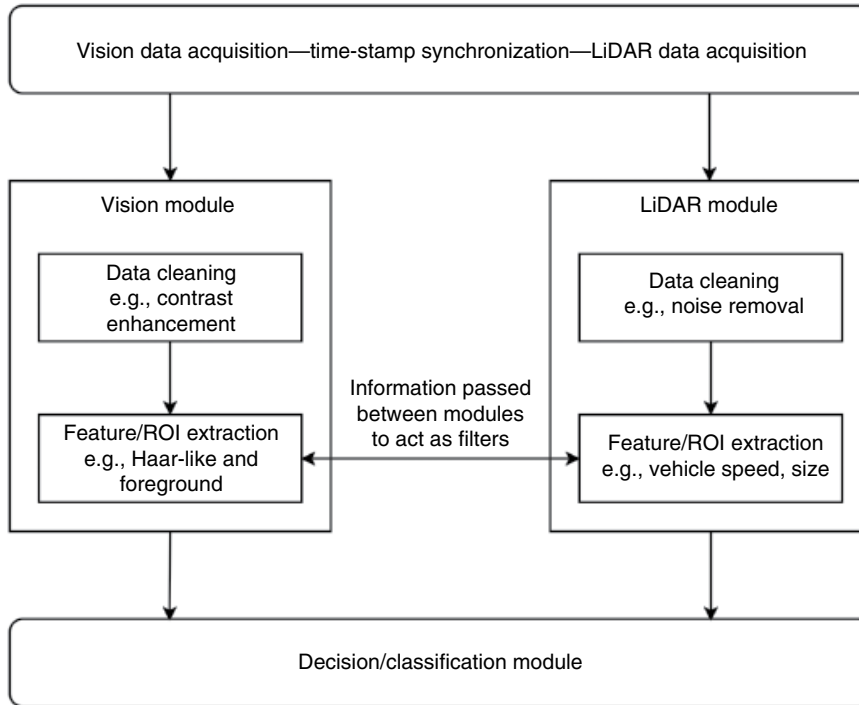 Vision data acquisition—time-stamp synchronization—LiDAR data acquisition
Vision module
Data cleaning
e.g., contrast
enhancement
Feature/ROI extraction
e.g., Haar-like and
foreground
Information passed
between modules
to act as filters
LiDAR module
Data cleaning
e.g., noise removal
Feature/ROI extraction
e.g., vehicle speed, size
Decision/classification module